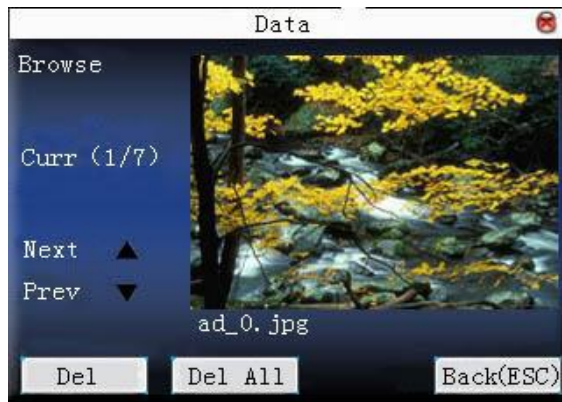 Data
Browse
Curr (1/7)
Next ▲
Prev ▼
ad_0.jpg
Del
Del All
Back(ESC)